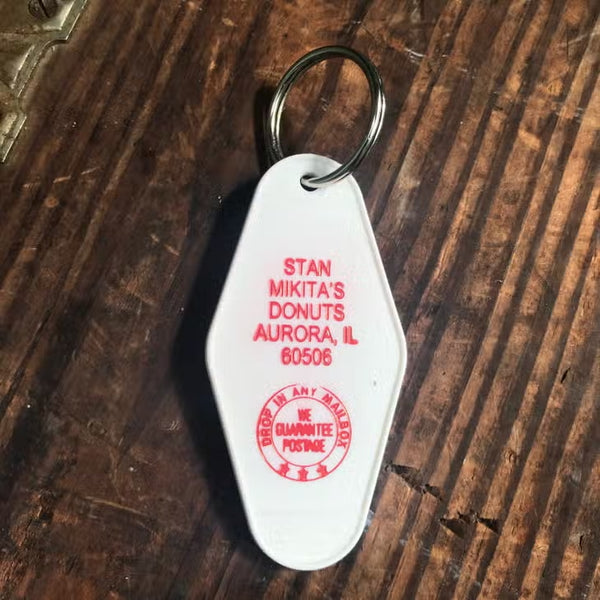 STAN
MIKITA'S
DONUTS
AURORA, IL
60506
DROP IN ANY MAILBOX
WE
GUARANTEE
POSTAGE